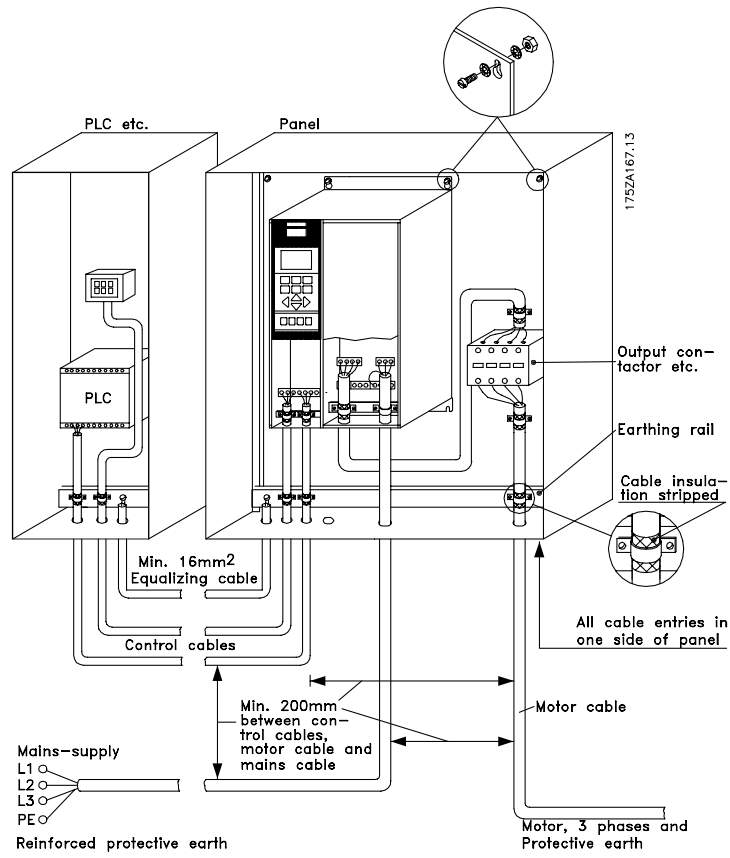 PLC etc.
Panel
175ZA167.13
PLC
Output con-
tactor etc.
Earthing rail
Cable insula-
tion stripped
Min. 16mm2
Equalizing cable
All cable entries in
one side of panel
Control cables
Min. 200mm
between con-
trol cables,
motor cable and
mains cable
Motor cable
Mains-supply
L1
L2
L3
PE
Reinforced protective earth
Motor, 3 phases and
Protective earth